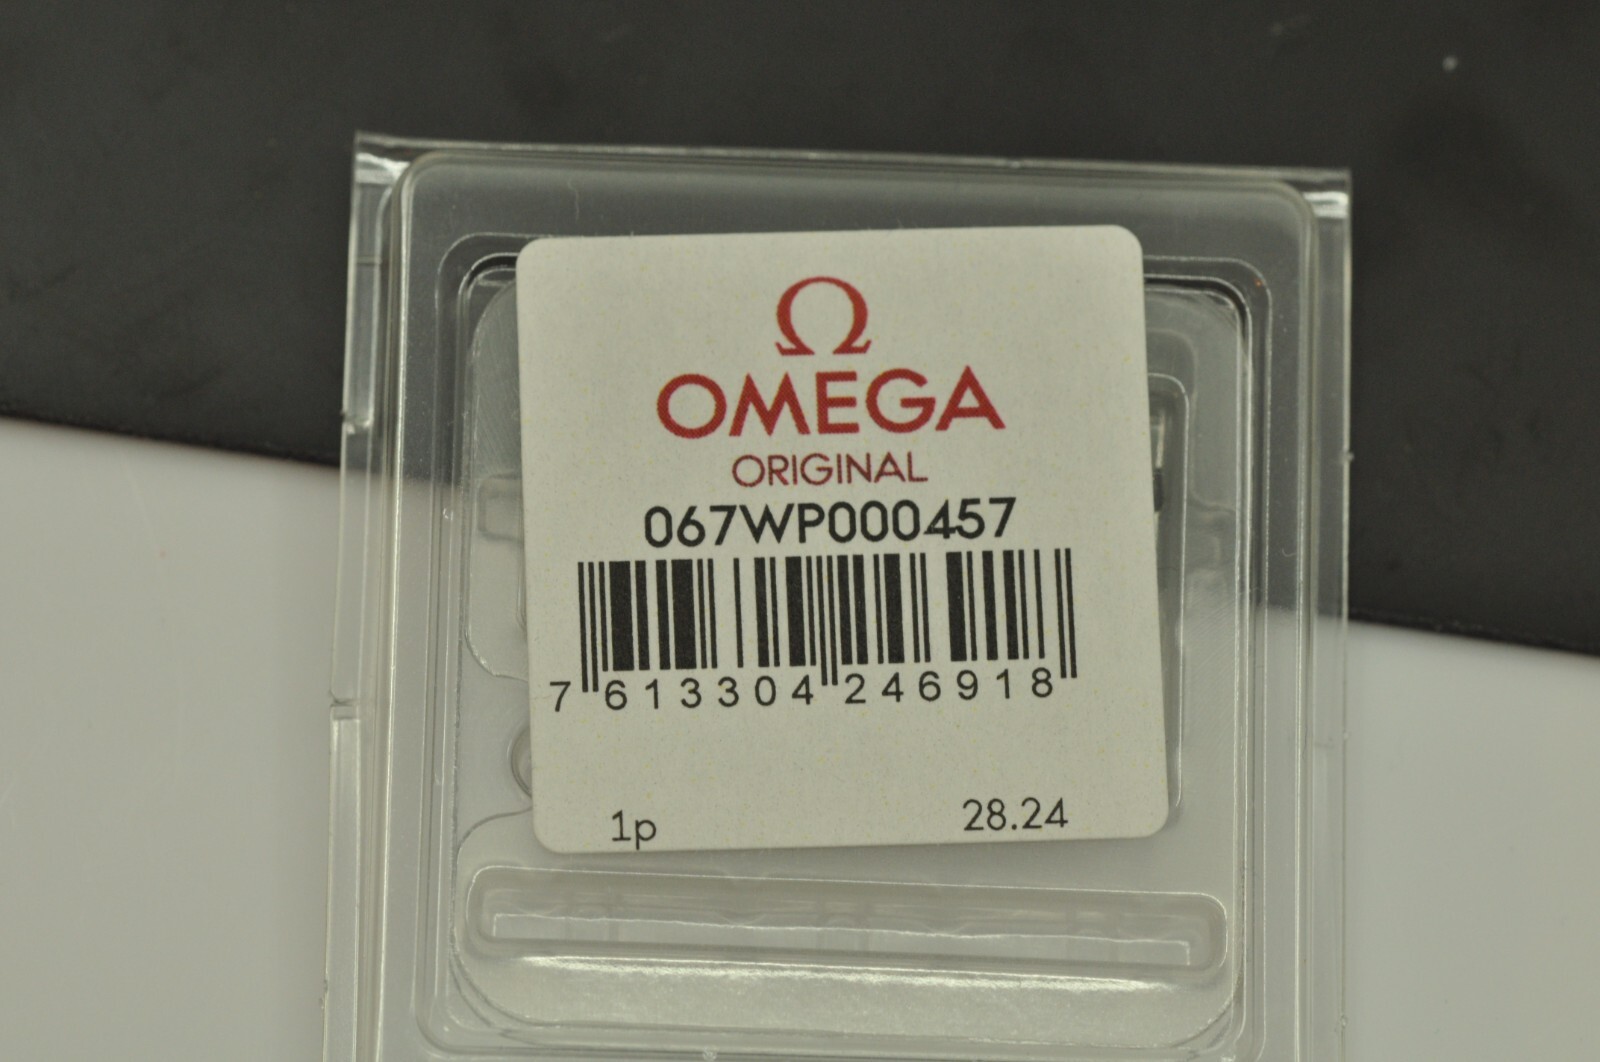 Ω
OMEGA
ORIGINAL
067WP000457
7 613304 246918
1p 28.24